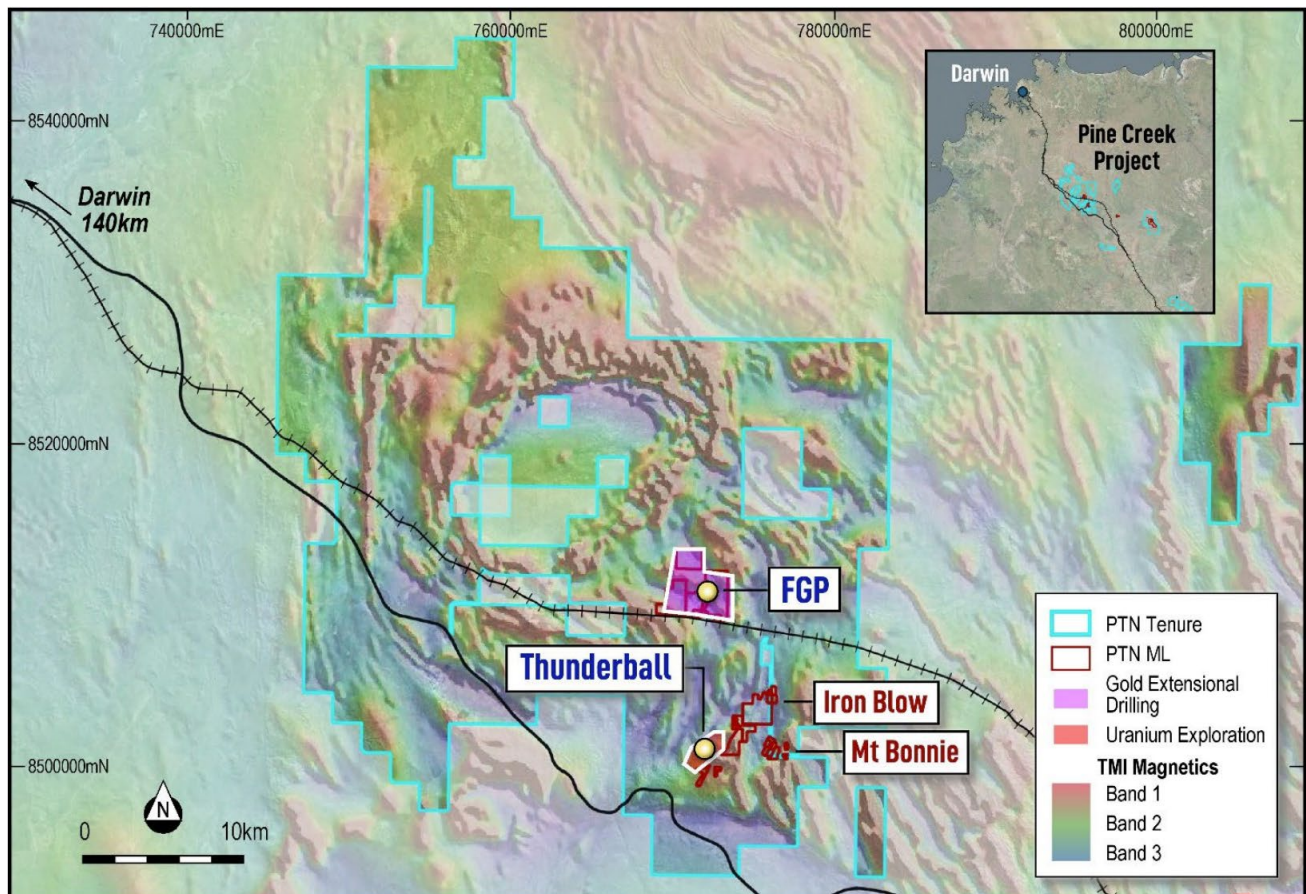 740000mE
760000mE
780000mE
800000mE
8540000mN
8520000mN
8500000mN
Darwin
140km
Darwin
Pine Creek
Project
FGP
Thunderball
Iron Blow
Mt Bonnie
N
0
10km
PTN Tenure
PTN ML
Gold Extensional
Drilling
Uranium Exploration
TMI Magnetics
Band 1
Band 2
Band 3